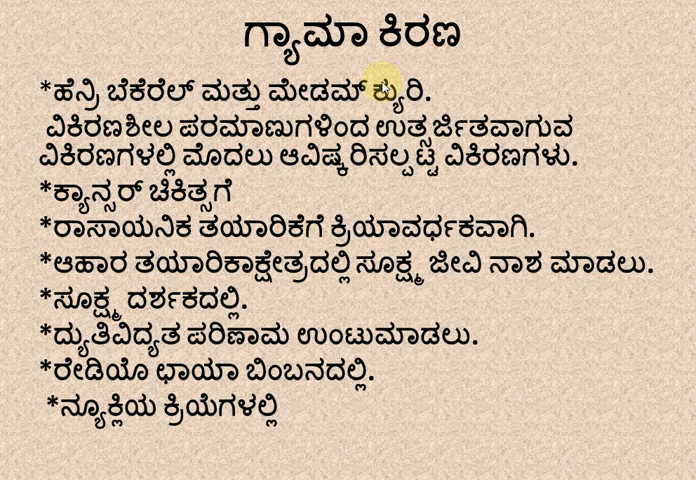 ಗ್ಯಾಮಾ ಕಿರಣ
*ಹೆನ್ರಿ ಬೆಕೆರೆಲ್ ಮತ್ತು ಮೇಡಮ್ ಕ್ಯುರಿ.
ವಿಕಿರಣಶೀಲ ಪರಮಾಣುಗಳಿಂದ ಉತ್ಸರ್ಜಿತವಾಗುವ
ವಿಕಿರಣಗಳಲ್ಲಿ ಮೊದಲು ಆವಿಷ್ಕರಿಸಲ್ಪಟ್ಟ ವಿಕಿರಣಗಳು.
*ಕ್ಯಾನ್ಸರ್ ಚಿಕಿತ್ಸಗೆ
*ರಾಸಾಯನಿಕ ತಯಾರಿಕೆಗೆ ಕ್ರಿಯಾವರ್ಧಕವಾಗಿ.
*ಆಹಾರ ತಯಾರಿಕಾಕ್ಷೇತ್ರದಲ್ಲಿ ಸೂಕ್ಷ್ಮ ಜೀವಿ ನಾಶ ಮಾಡಲು.
*ಸೂಕ್ಷ್ಮ ದರ್ಶಕದಲ್ಲಿ.
*ದ್ಯುತಿವಿದ್ಯತ ಪರಿಣಾಮ ಉಂಟುಮಾಡಲು.
*ರೇಡಿಯೊ ಛಾಯಾ ಬಿಂಬನದಲ್ಲಿ.
*ನ್ಯೂಕ್ಲಿಯ ಕ್ರಿಯೆಗಳಲ್ಲಿ